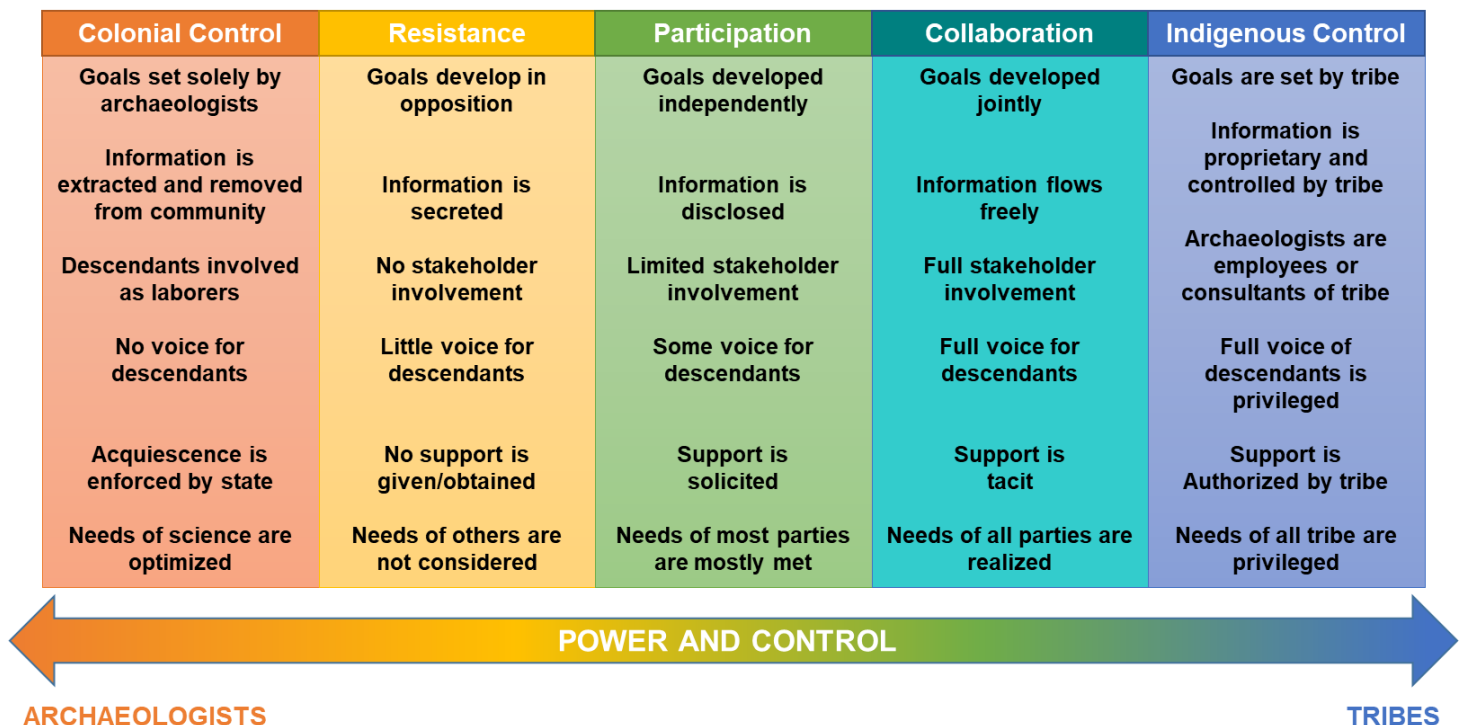 Colonial Control
Goals set solely by
archaeologists
Information is
extracted and removed
from community
Descendants involved
as laborers
No voice for
descendants
Acquiescence is
enforced by state
Needs of science are
optimized
Resistance
Goals develop in
opposition
Information is
secreted
No stakeholder
involvement
Little voice for
descendants
No support is
given/obtained
Needs of others are
not considered
Participation
Goals developed
independently
Information is
disclosed
Limited stakeholder
involvement
Some voice for
descendants
Support is
solicited
Needs of most parties
are mostly met
Collaboration
Goals developed
jointly
Information flows
freely
Full stakeholder
involvement
Full voice for
descendants
Support is
tacit
Needs of all parties are
realized
Indigenous Control
Goals are set by tribe
Information is
proprietary and
controlled by tribe
Archaeologists are
employees or
consultants of tribe
Full voice of
descendants is
privileged
Support is
Authorized by tribe
Needs of all tribe are
privileged
POWER AND CONTROL
ARCHAEOLOGISTS
TRIBES